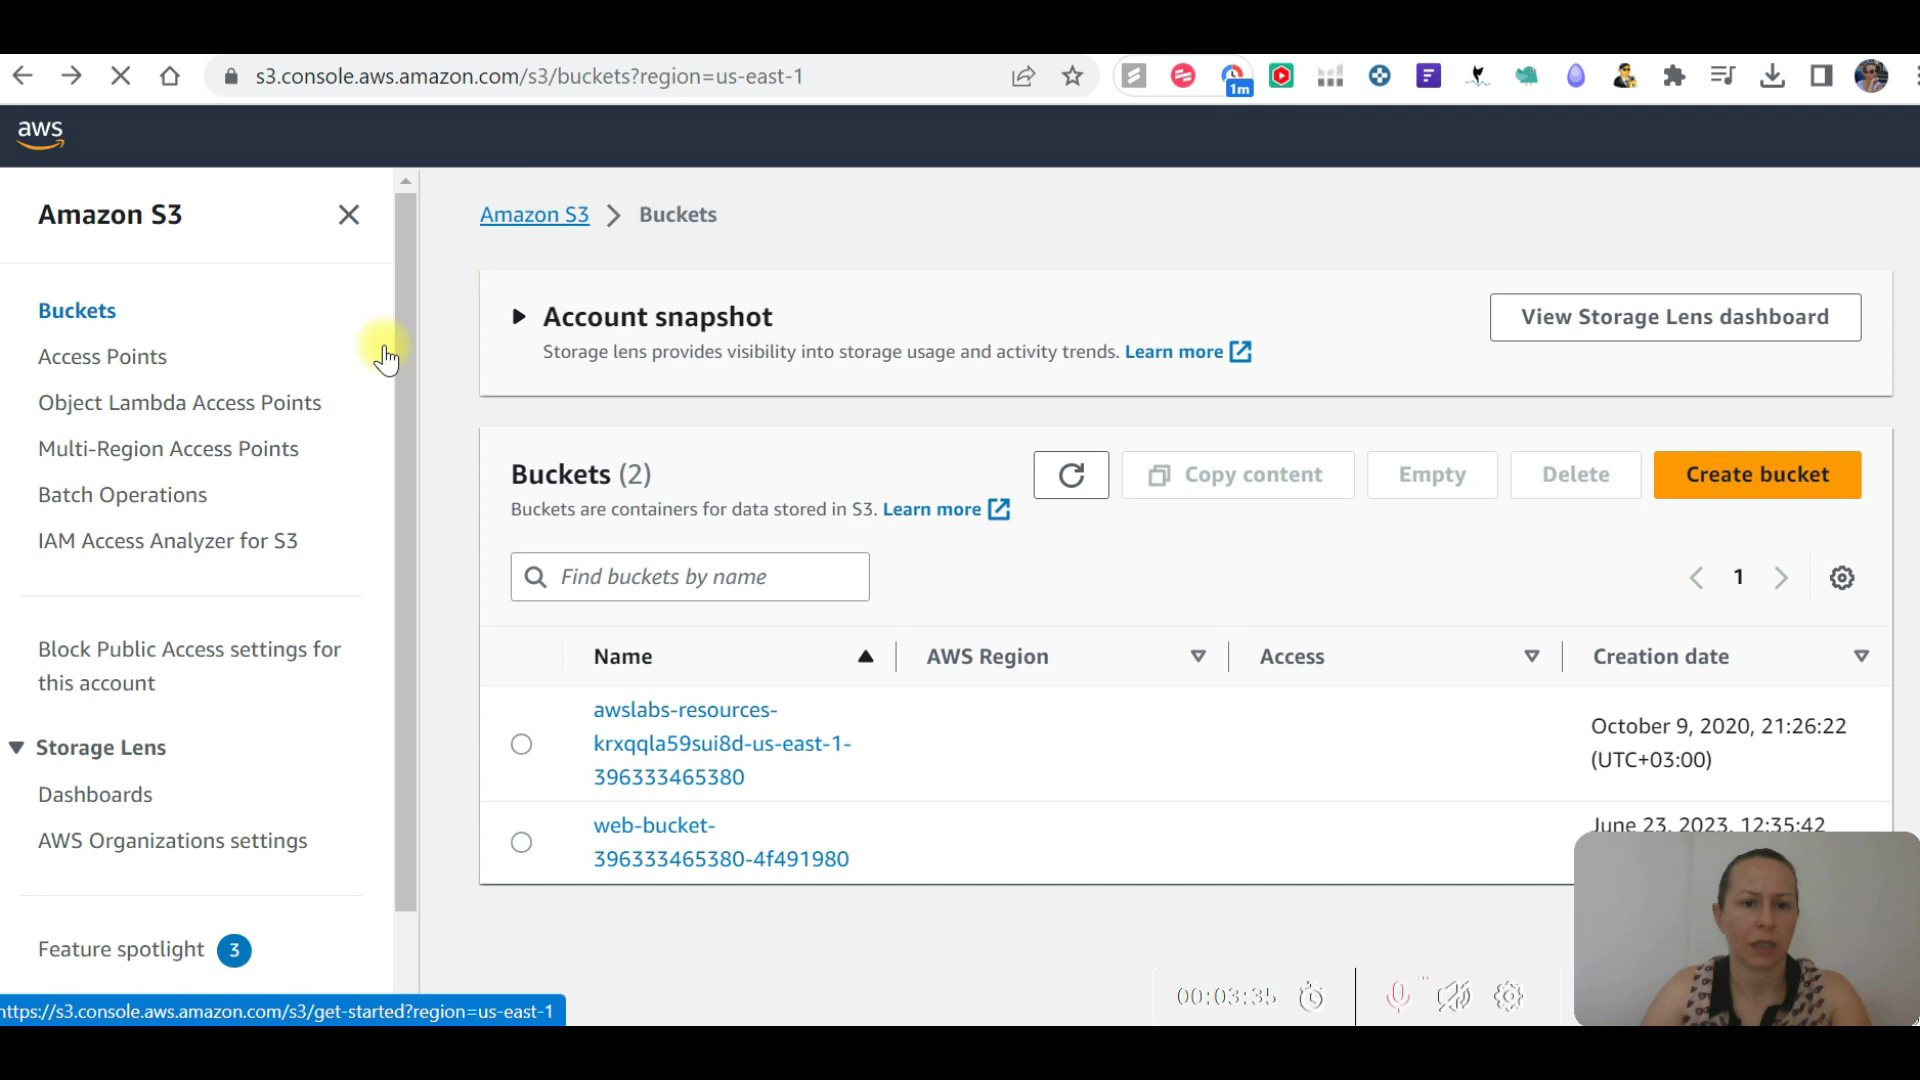 s3.console.aws.amazon.com/s3/buckets?region=us-east-1
1m
aws
Amazon S3
Buckets
Access Points
Object Lambda Access Points
Multi-Region Access Points
Batch Operations
IAM Access Analyzer for S3
Block Public Access settings for
this account
Storage Lens
Dashboards
AWS Organizations settings
Feature spotlight 3
https://s3.console.aws.amazon.com/s3/get-started?region=us-east-1
Amazon S3 > Buckets
Account snapshot
Storage lens provides visibility into storage usage and activity trends. Learn more
View Storage Lens dashboard
Buckets (2)
Buckets are containers for data stored in S3. Learn more
Copy content
Empty
Delete
Create bucket
Find buckets by name
1
Name AWS Region Access Creation date
awslabs-resources-
krxqqla59sui8d-us-east-1-
396333465380
October 9, 2020, 21:26:22
(UTC+03:00)
web-bucket-
396333465380-4f491980
June 23, 2023, 12:35:42
00:03:35